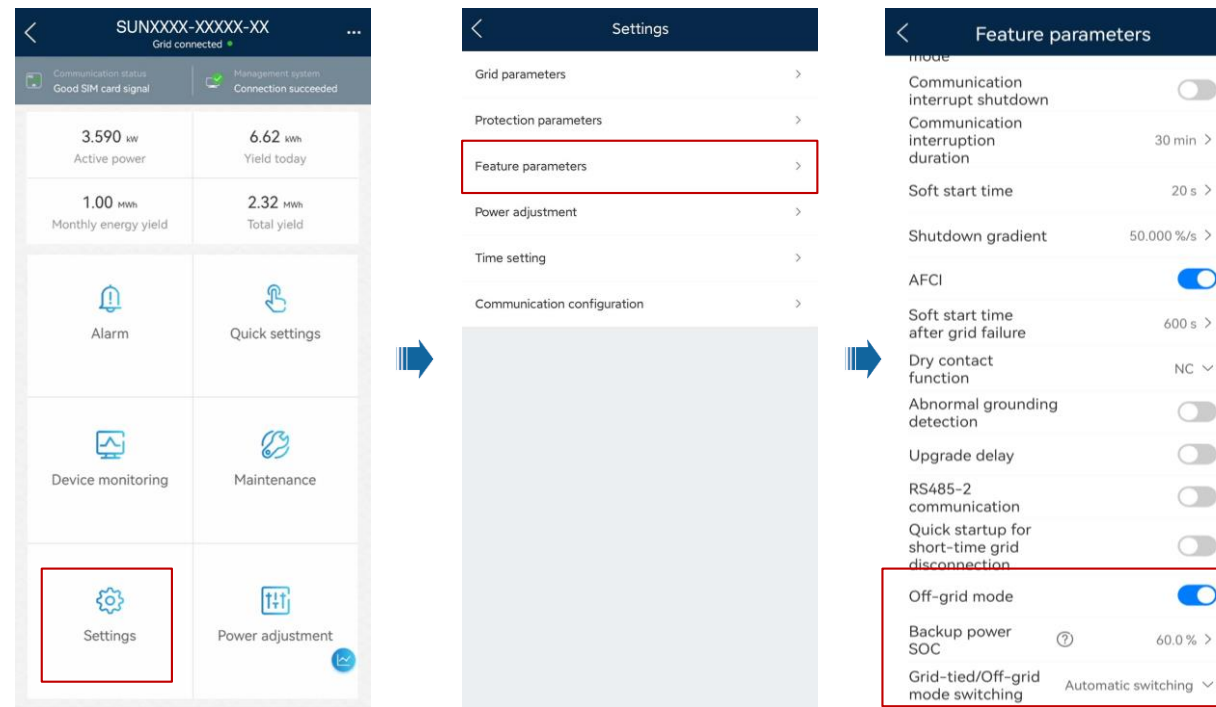 SUNXXXX-XXXXX-XX
Grid connected
Communication status
Good SIM card signal
Management system
Connection succeeded
3.590 kW
Active power
6.62 kWh
Yield today
1.00 MWh
Monthly energy yield
2.32 MWh
Total yield
Alarm
Quick settings
Device monitoring
Maintenance
Settings
Power adjustment
Settings
Grid parameters
Protection parameters
Feature parameters
Power adjustment
Time setting
Communication configuration
Feature parameters
mode
Communication
interrupt shutdown
Communication
interruption
duration
30 min
Soft start time
20 s
Shutdown gradient
50.000 %/s
AFCI
Soft start time
after grid failure
600 s
Dry contact
function
NC
Abnormal grounding
detection
Upgrade delay
RS485-2
communication
Quick startup for
short-time grid
disconnection
Off-grid mode
Backup power
SOC
60.0 %
Grid-tied/Off-grid
mode switching
Automatic switching